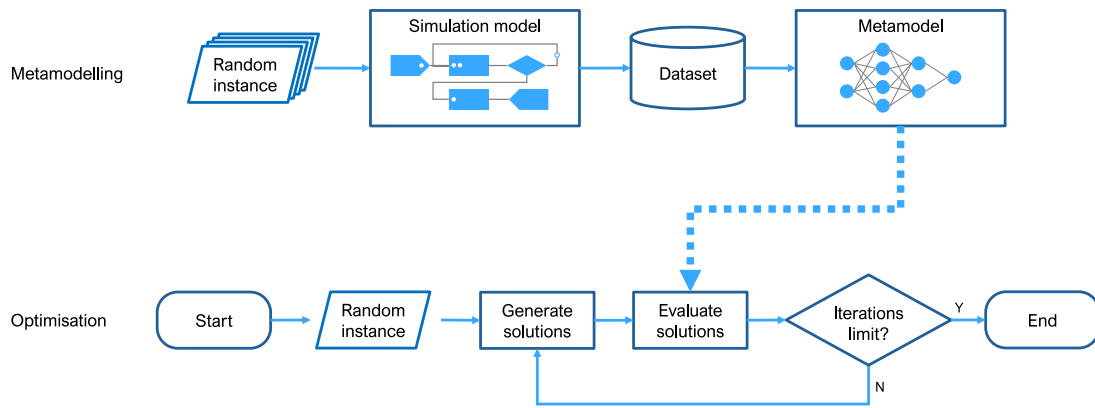 Simulation model
Metamodel
Metamodelling
Random
instance
Dataset
Optimisation
Start
Random
instance
Generate
solutions
Evaluate
solutions
Iterations
limit?
Y
End
N